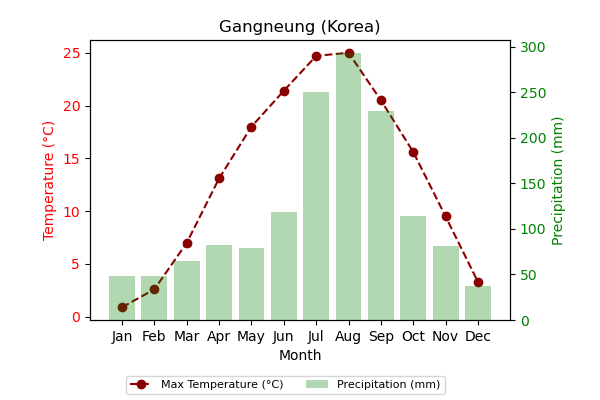 Gangneung (Korea)
Temperature (°C)
25
20
15
10
5
0
300
250
200
150
100
50
0
Precipitation (mm)
Jan Feb Mar Apr May Jun Jul Aug Sep Oct Nov Dec
Month
Max Temperature (°C) Precipitation (mm)